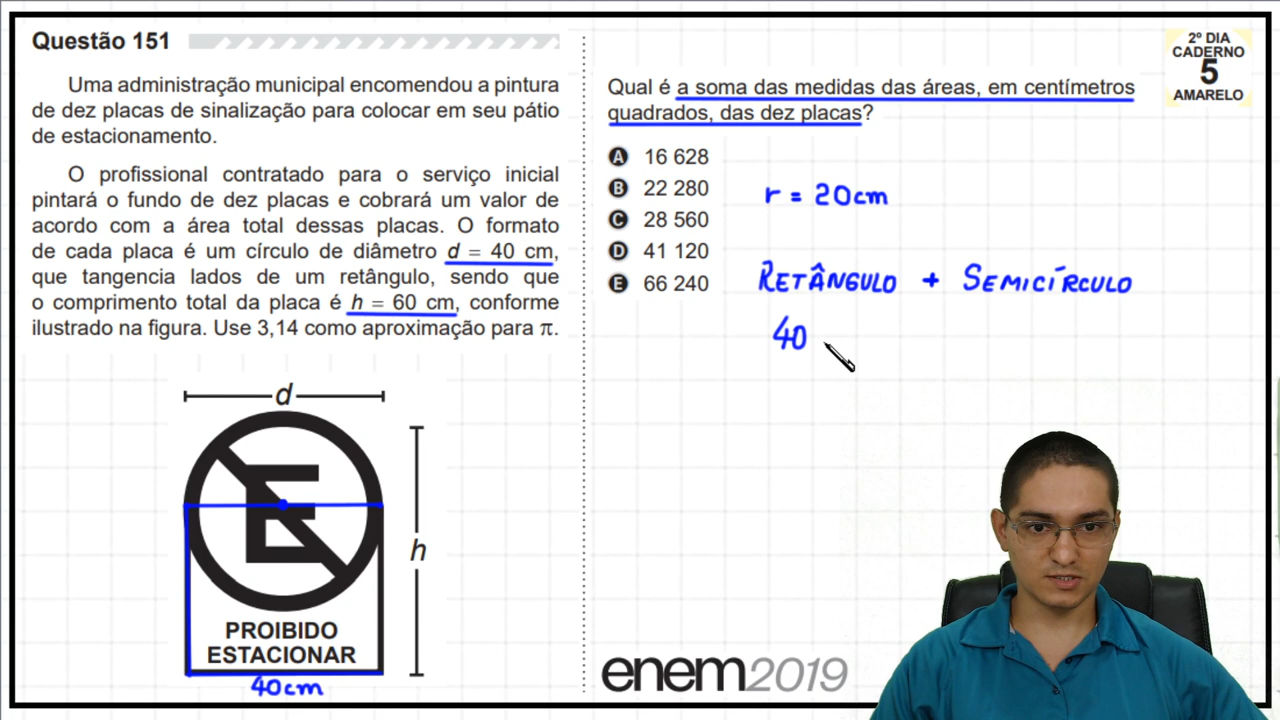 Questão 151
Uma administração municipal encomendou a pintura
de dez placas de sinalização para colocar em seu pátio
de estacionamento.
O profissional contratado para o serviço inicial
pintará o fundo de dez placas e cobrará um valor de
acordo com a área total dessas placas. O formato
de cada placa é um círculo de diâmetro d = 40 cm,
que tangencia lados de um retângulo, sendo que
o comprimento total da placa é h = 60 cm, conforme
ilustrado na figura. Use 3,14 como aproximação para π.
d
E
h
PROIBIDO
ESTACIONAR
40cm
Qual é a soma das medidas das áreas, em centímetros
quadrados, das dez placas?
A 16 628
B 22 280
C 28 560
D 41 120
E 66 240
r = 20cm
RETÂNGULO + SEMICÍRCULO
40
enem2019
2º DIA
CADERNO
5
AMARELO